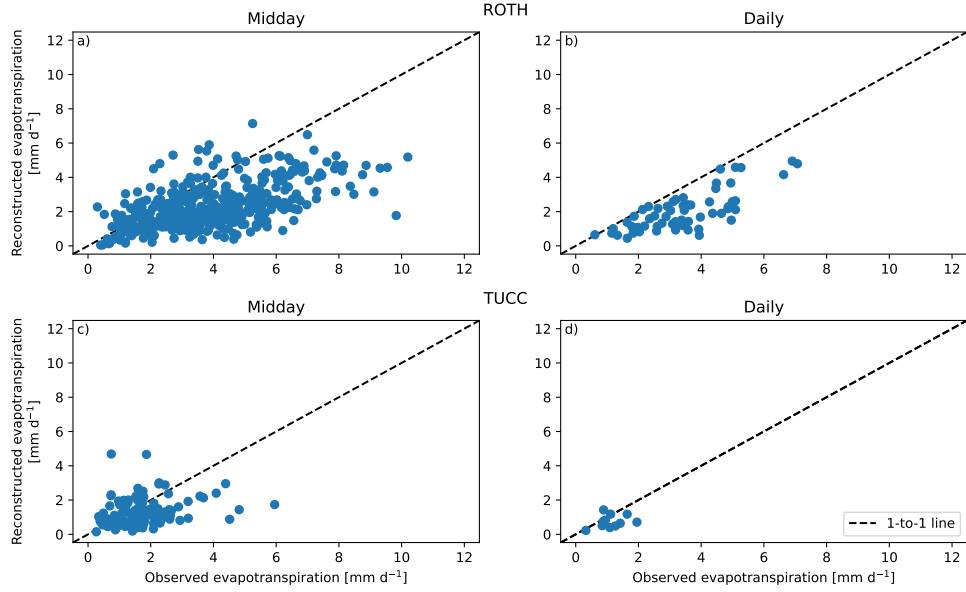 ROTH
Midday
Daily
a)
b)
Reconstructed evapotranspiration
[mm d⁻¹]
12
10
8
6
4
2
0
0 2 4 6 8 10 12
12
10
8
6
4
2
0
0 2 4 6 8 10 12
TUCC
Midday
Daily
c)
d)
Reconstructed evapotranspiration
[mm d⁻¹]
12
10
8
6
4
2
0
0 2 4 6 8 10 12
Observed evapotranspiration [mm d⁻¹]
12
10
8
6
4
2
0
1-to-1 line
0 2 4 6 8 10 12
Observed evapotranspiration [mm d⁻¹]